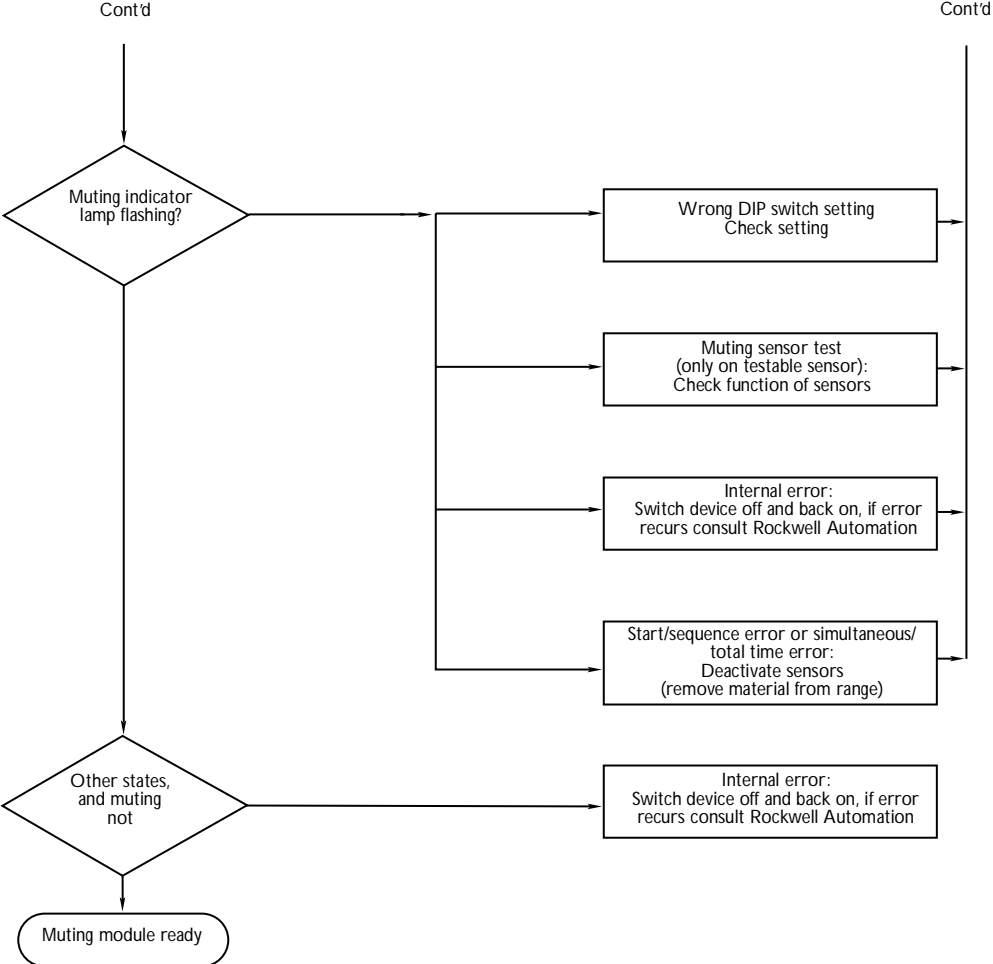 Cont'd
Cont'd
Muting indicator
lamp flashing?
Wrong DIP switch setting
Check setting
Muting sensor test
(only on testable sensor):
Check function of sensors
Internal error:
Switch device off and back on, if error
recurs consult Rockwell Automation
Start/sequence error or simultaneous/
total time error:
Deactivate sensors
(remove material from range)
Other states,
and muting
not
Internal error:
Switch device off and back on, if error
recurs consult Rockwell Automation
Muting module ready